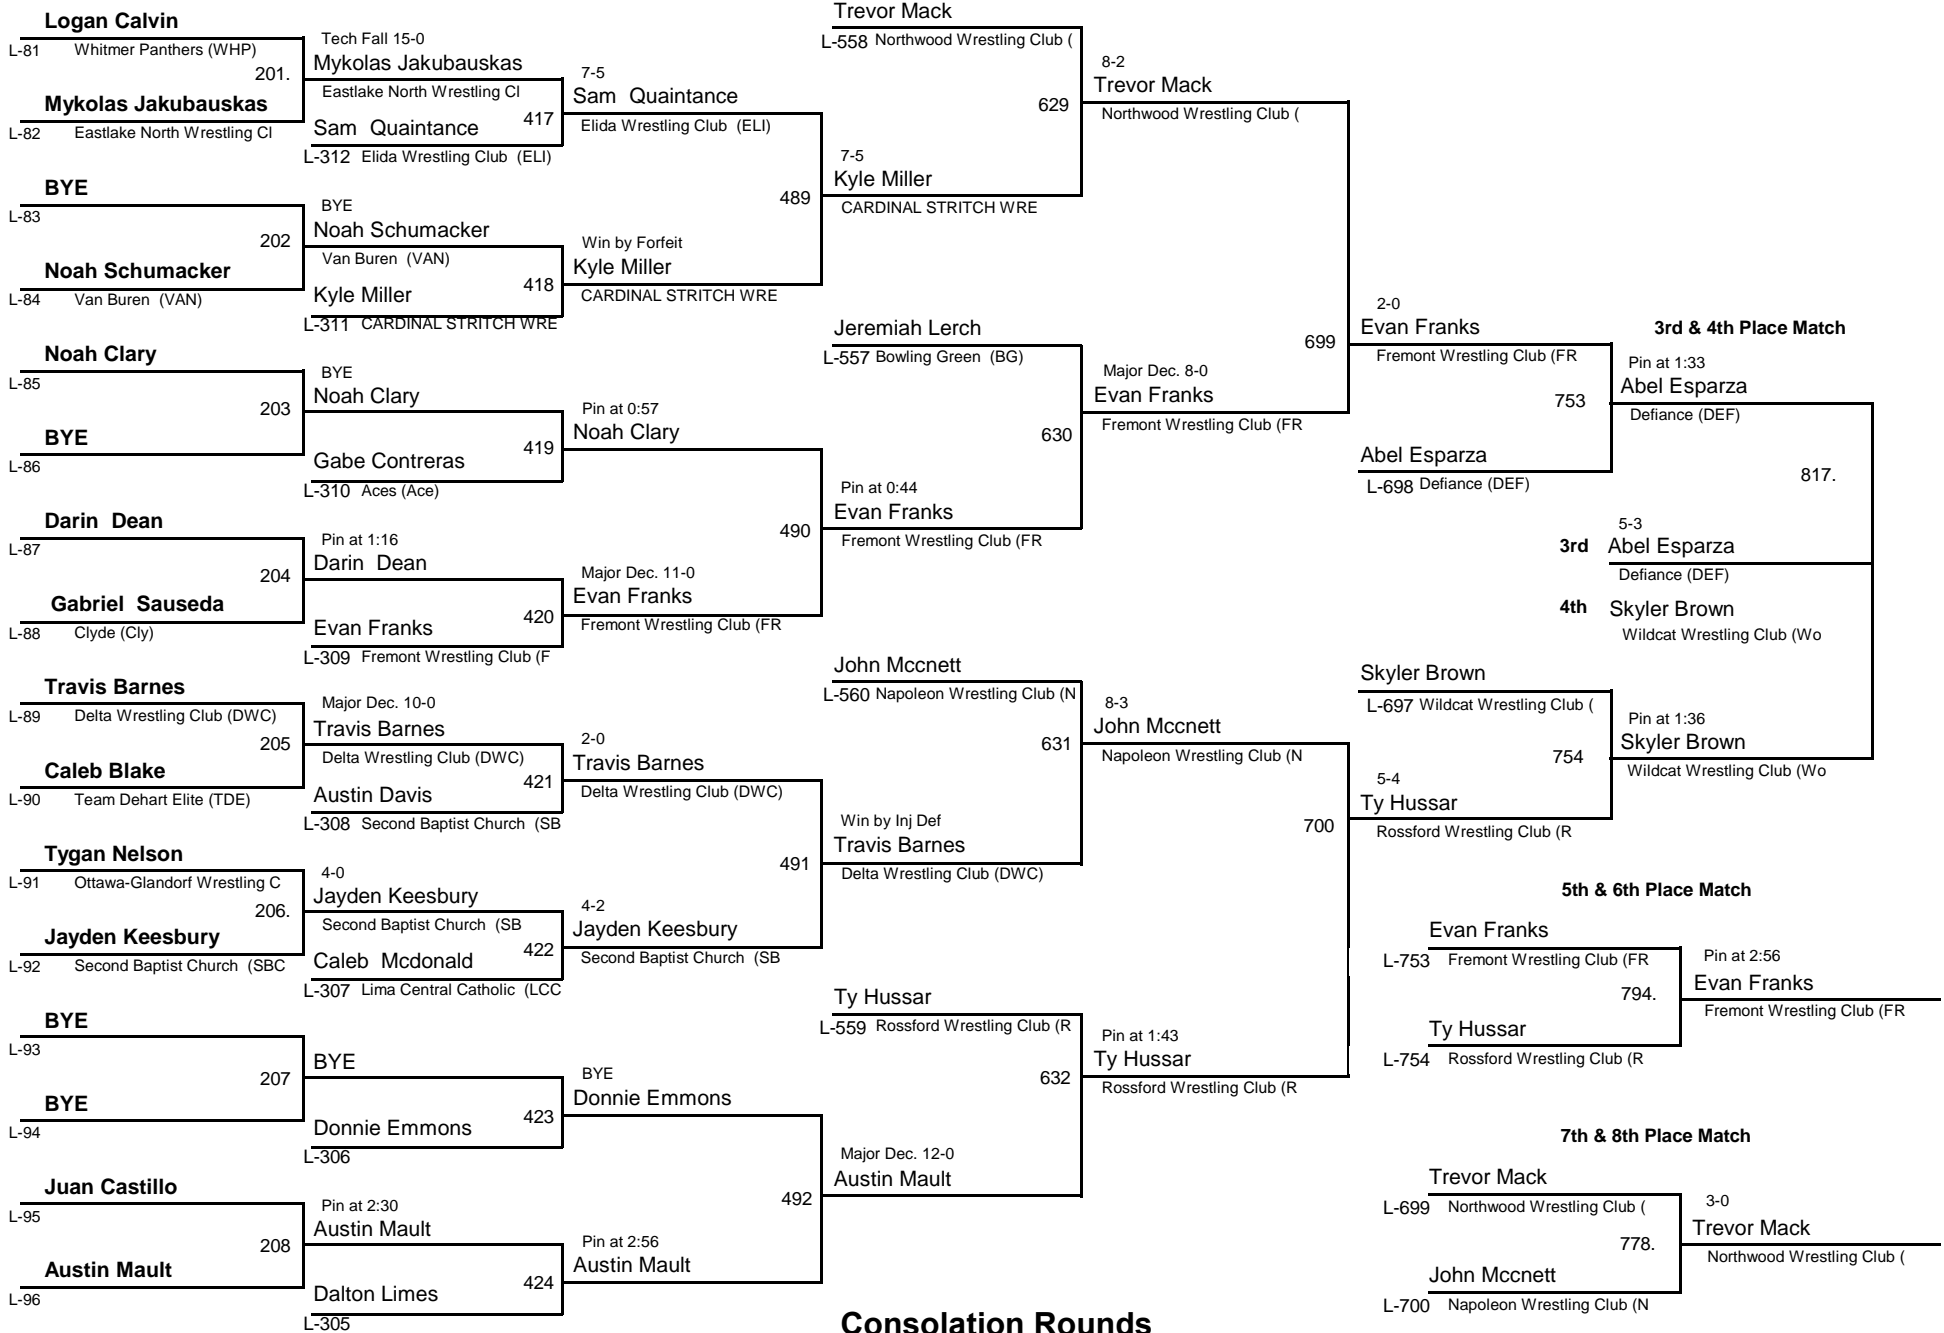 Logan Calvin
L-81 Whitmer Panthers (WHP)
201.
Mykolas Jakubauskas
L-82 Eastlake North Wrestling Cl
BYE
L-83
202
Noah Schumacker
L-84 Van Buren (VAN)
Noah Clary
L-85
203
BYE
L-86
Darin Dean
L-87
204
Gabriel Sauseda
L-88 Clyde (Cly)
Travis Barnes
L-89 Delta Wrestling Club (DWC)
205
Caleb Blake
L-90 Team Dehart Elite (TDE)
Tygan Nelson
L-91 Ottawa-Glandorf Wrestling C
206.
Jayden Keesbury
L-92 Second Baptist Church (SBC
BYE
L-93
207
BYE
L-94
Juan Castillo
L-95
208
Austin Mault
L-96
Tech Fall 15-0
Mykolas Jakubauskas
Eastlake North Wrestling Cl
417
Sam Quaintance
L-312 Elida Wrestling Club (ELI)
BYE
Noah Schumacker
Van Buren (VAN)
418
Kyle Miller
L-311 CARDINAL STRITCH WRE
BYE
Noah Clary
419
Gabe Contreras
L-310 Aces (Ace)
Pin at 1:16
Darin Dean
420
Evan Franks
L-309 Fremont Wrestling Club (F
Major Dec. 10-0
Travis Barnes
Delta Wrestling Club (DWC)
421
Austin Davis
L-308 Second Baptist Church (SB
4-0
Jayden Keesbury
Second Baptist Church (SB
422
Caleb Mcdonald
L-307 Lima Central Catholic (LCC
BYE
423
Donnie Emmons
L-306
Pin at 2:30
Austin Mault
424
Dalton Limes
L-305
7-5
Sam Quaintance
Elida Wrestling Club (ELI)
489
Win by Forfeit
Kyle Miller
CARDINAL STRITCH WRE
Pin at 0:57
Noah Clary
490
Major Dec. 11-0
Evan Franks
Fremont Wrestling Club (FR
2-0
Travis Barnes
Delta Wrestling Club (DWC)
491
4-2
Jayden Keesbury
Second Baptist Church (SB
BYE
Donnie Emmons
492
Pin at 2:56
Austin Mault
Trevor Mack
L-558 Northwood Wrestling Club (
629
7-5
Kyle Miller
CARDINAL STRITCH WRE
Jeremiah Lerch
L-557 Bowling Green (BG)
630
Pin at 0:44
Evan Franks
Fremont Wrestling Club (FR
John Mccnett
L-560 Napoleon Wrestling Club (N
631
Win by Inj Def
Travis Barnes
Delta Wrestling Club (DWC)
Ty Hussar
L-559 Rossford Wrestling Club (R
632
Major Dec. 12-0
Austin Mault
8-2
Trevor Mack
Northwood Wrestling Club (
699
Major Dec. 8-0
Evan Franks
Fremont Wrestling Club (FR
8-3
John Mccnett
Napoleon Wrestling Club (N
700
Pin at 1:43
Ty Hussar
Rossford Wrestling Club (R
2-0
Evan Franks
Fremont Wrestling Club (FR
753
Abel Esparza
L-698 Defiance (DEF)
Skyler Brown
L-697 Wildcat Wrestling Club (
754
5-4
Ty Hussar
Rossford Wrestling Club (R
3rd & 4th Place Match
Pin at 1:33
Abel Esparza
Defiance (DEF)
817.
5-3
3rd Abel Esparza
Defiance (DEF)
4th Skyler Brown
Wildcat Wrestling Club (Wo
Pin at 1:36
Skyler Brown
Wildcat Wrestling Club (Wo
5th & 6th Place Match
Evan Franks
L-753 Fremont Wrestling Club (FR
794.
Ty Hussar
L-754 Rossford Wrestling Club (R
Pin at 2:56
Evan Franks
Fremont Wrestling Club (FR
7th & 8th Place Match
Trevor Mack
L-699 Northwood Wrestling Club (
778.
John Mccnett
L-700 Napoleon Wrestling Club (N
3-0
Trevor Mack
Northwood Wrestling Club (
Consolation Rounds